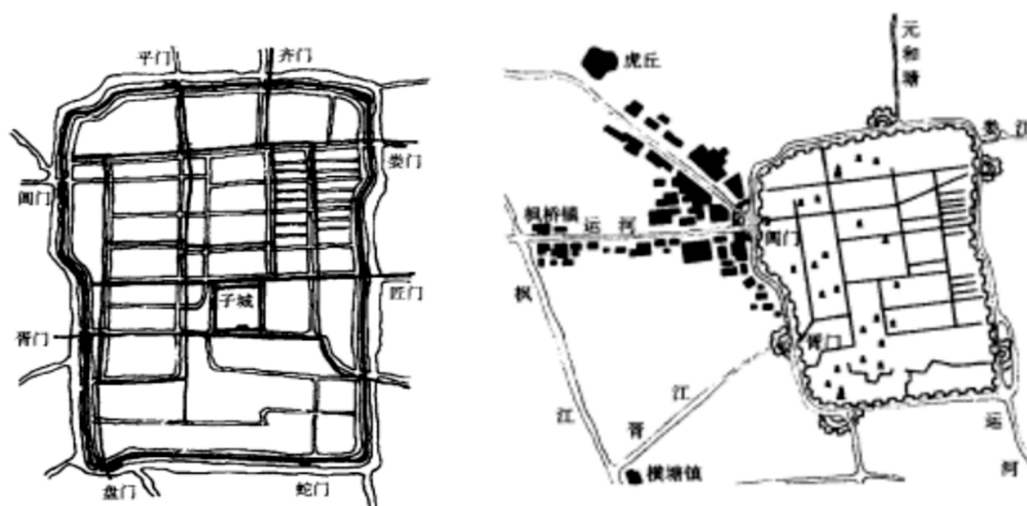 平门
齐门
娄门
阊门
子城
匠门
胥门
盘门
蛇门
元和塘
虎丘
娄江
枫桥镇
运河
阊门
胥门
枫江
胥江
横塘镇
运河